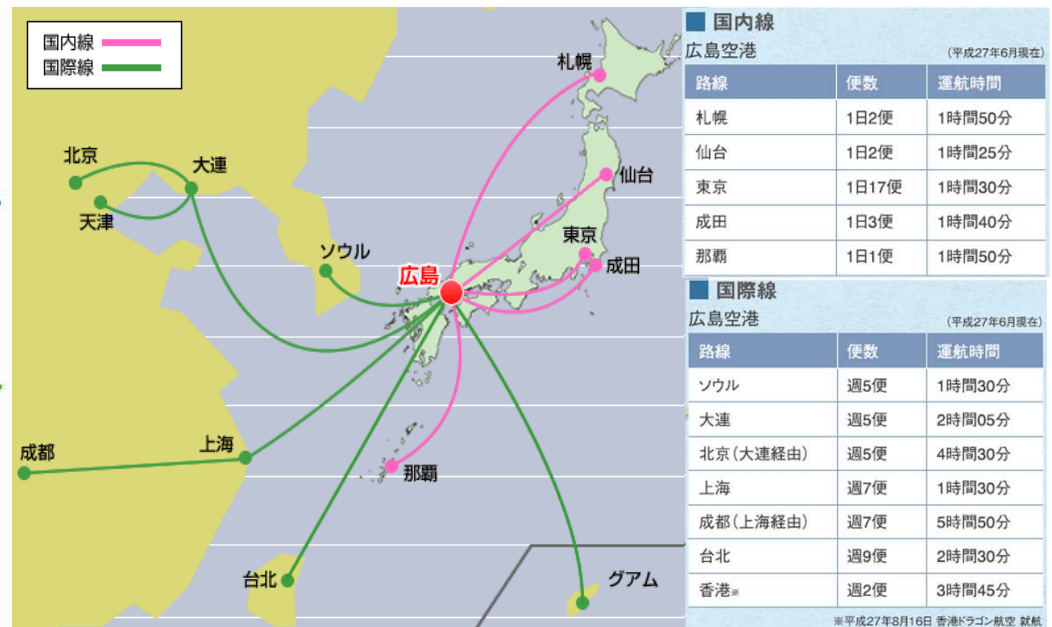 国内線
国際線
札幌
北京
大連
仙台
天津
東京
ソウル
成田
広島
上海
成都
那覇
台北
グアム
■ 国内線
広島空港 (平成27年6月現在)
路線 便数 運航時間
札幌 1日2便 1時間50分
仙台 1日2便 1時間25分
東京 1日17便 1時間30分
成田 1日3便 1時間40分
那覇 1日1便 1時間50分
■ 国際線
広島空港 (平成27年6月現在)
路線 便数 運航時間
ソウル 週5便 1時間30分
大連 週5便 2時間05分
北京(大連経由) 週5便 4時間30分
上海 週7便 1時間30分
成都(上海経由) 週7便 5時間50分
台北 週9便 2時間30分
香港※ 週2便 3時間45分
※平成27年8月16日 香港ドラゴン航空 就航